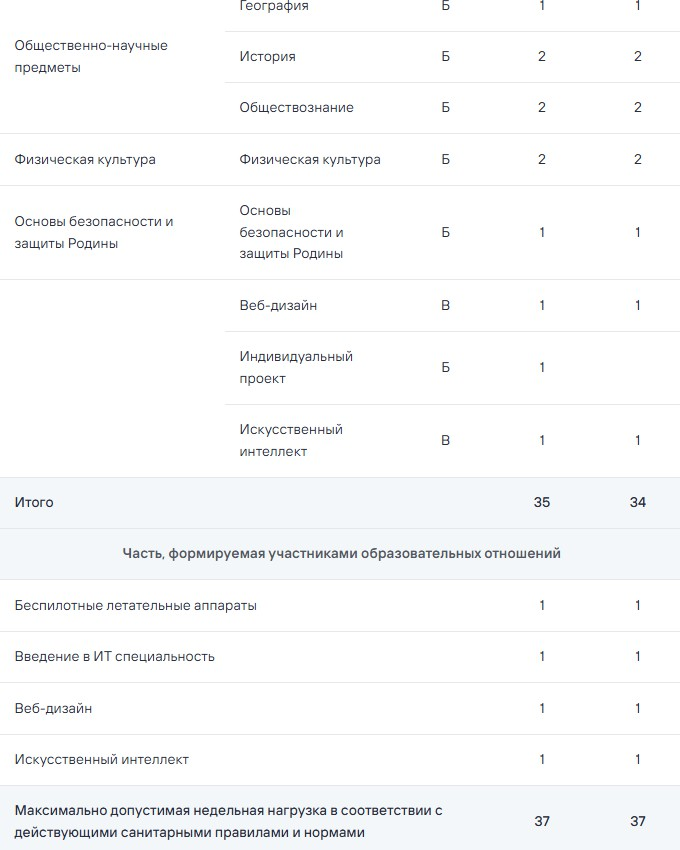 География Б 1 1
Общественно-научные
предметы
История Б 2 2
Обществознание Б 2 2
Физическая культура Физическая культура Б 2 2
Основы безопасности и
защиты Родины
Основы
безопасности и
защиты Родины
Б 1 1
Веб-дизайн В 1 1
Индивидуальный
проект
Б 1
Искусственный
интеллект
В 1 1
Итого 35 34
Часть, формируемая участниками образовательных отношений
Беспилотные летательные аппараты 1 1
Введение в ИТ специальность 1 1
Веб-дизайн 1 1
Искусственный интеллект 1 1
Максимально допустимая недельная нагрузка в соответствии с
действующими санитарными правилами и нормами
37 37